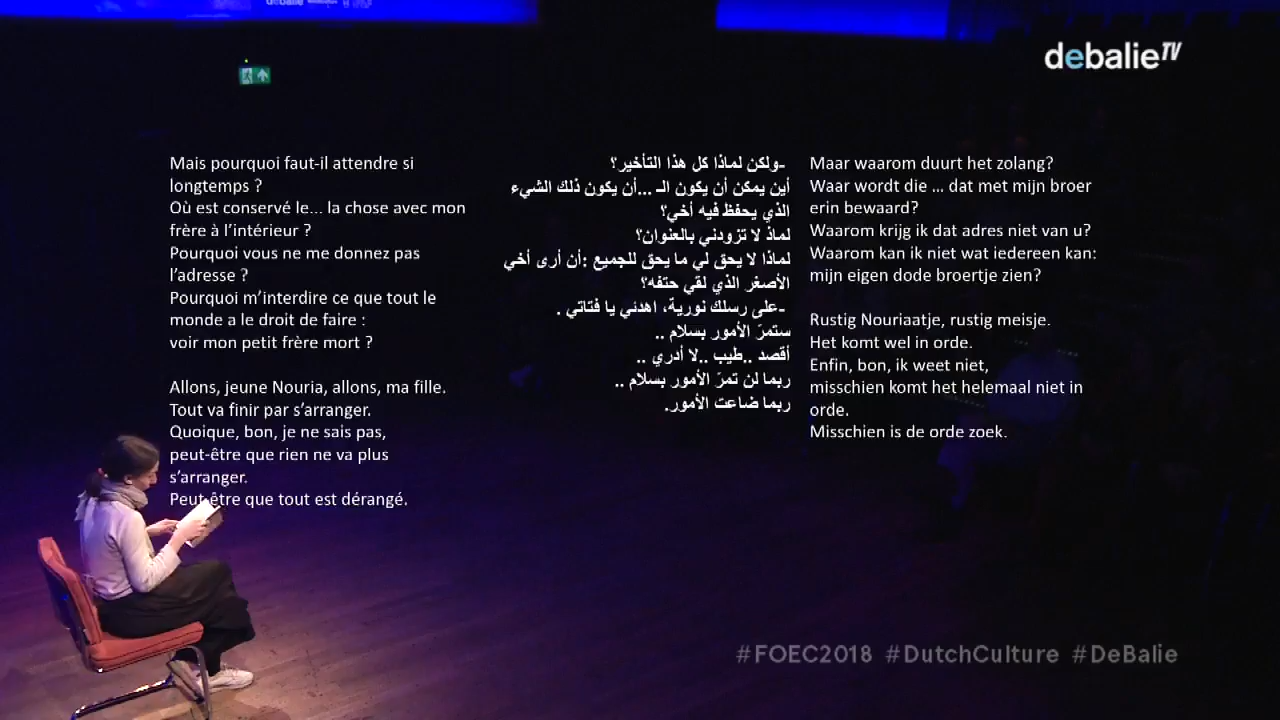 debalie
debalieTV
Mais pourquoi faut-il attendre si
longtemps ?
Où est conservé le... la chose avec mon
frère à l’intérieur ?
Pourquoi vous ne me donnez pas
l’adresse ?
Pourquoi m’interdire ce que tout le
monde a le droit de faire :
voir mon petit frère mort ?
Allons, jeune Nouria, allons, ma fille.
Tout va finir par s’arranger.
Quoique, bon, je ne sais pas,
peut-être que rien ne va plus
s’arranger.
Peut-être que tout est dérangé.
-ولكن لماذا كل هذا التأخير؟
أين يمكن أن يكون الـ ...أن يكون ذلك الشيء
الذي يحفظ فيه أخي؟
لماذ لا تزودني بالعنوان؟
لماذا لا يحق لي ما يحق للجميع :أن أرى أخي
الأصغر الذي لقي حتفه؟
-على رسلك نورية، اهدئي يا فتاتي .
ستمرّ الأمور بسلام ..
أقصد ..طيب ..لا أدري ..
ربما لن تمرّ الأمور بسلام ..
ربما ضاعت الأمور.
Maar waarom duurt het zolang?
Waar wordt die ... dat met mijn broer
erin bewaard?
Waarom krijg ik dat adres niet van u?
Waarom kan ik niet wat iedereen kan:
mijn eigen dode broertje zien?
Rustig Nouriaatje, rustig meisje.
Het komt wel in orde.
Enfin, bon, ik weet niet,
misschien komt het helemaal niet in
orde.
Misschien is de orde zoek.
#FOEC2018 #DutchCulture #DeBalie